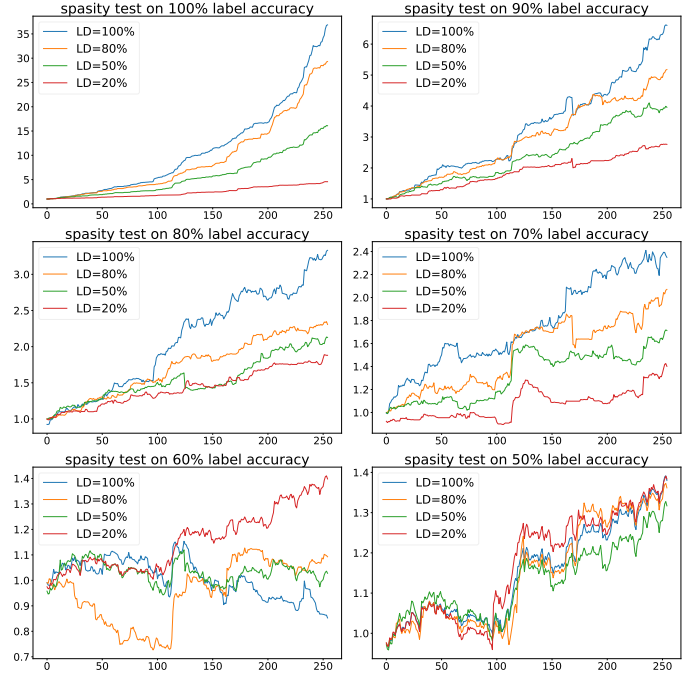 spasity test on 100% label accuracy
LD=100%
LD=80%
LD=50%
LD=20%
35
30
25
20
15
10
5
0
0 50 100 150 200 250
spasity test on 90% label accuracy
LD=100%
LD=80%
LD=50%
LD=20%
6
5
4
3
2
1
0 50 100 150 200 250
spasity test on 80% label accuracy
LD=100%
LD=80%
LD=50%
LD=20%
3.0
2.5
2.0
1.5
1.0
0 50 100 150 200 250
spasity test on 70% label accuracy
LD=100%
LD=80%
LD=50%
LD=20%
2.4
2.2
2.0
1.8
1.6
1.4
1.2
1.0
0 50 100 150 200 250
spasity test on 60% label accuracy
LD=100%
LD=80%
LD=50%
LD=20%
1.4
1.3
1.2
1.1
1.0
0.9
0.8
0.7
0 50 100 150 200 250
spasity test on 50% label accuracy
LD=100%
LD=80%
LD=50%
LD=20%
1.4
1.3
1.2
1.1
1.0
0 50 100 150 200 250